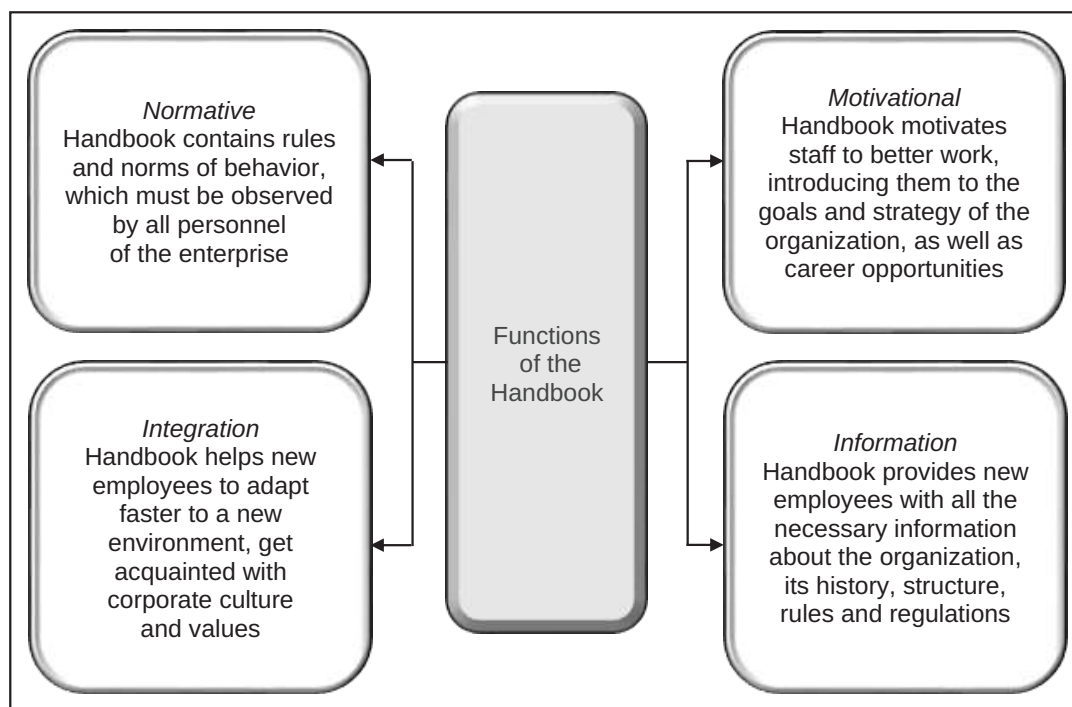 Normative
Handbook contains rules
and norms of behavior,
which must be observed
by all personnel
of the enterprise
Motivational
Handbook motivates
staff to better work,
introducing them to the
goals and strategy of the
organization, as well as
career opportunities
Functions
of the
Handbook
Integration
Handbook helps new
employees to adapt
faster to a new
environment, get
acquainted with
corporate culture
and values
Information
Handbook provides new
employees with all the
necessary information
about the organization,
its history, structure,
rules and regulations